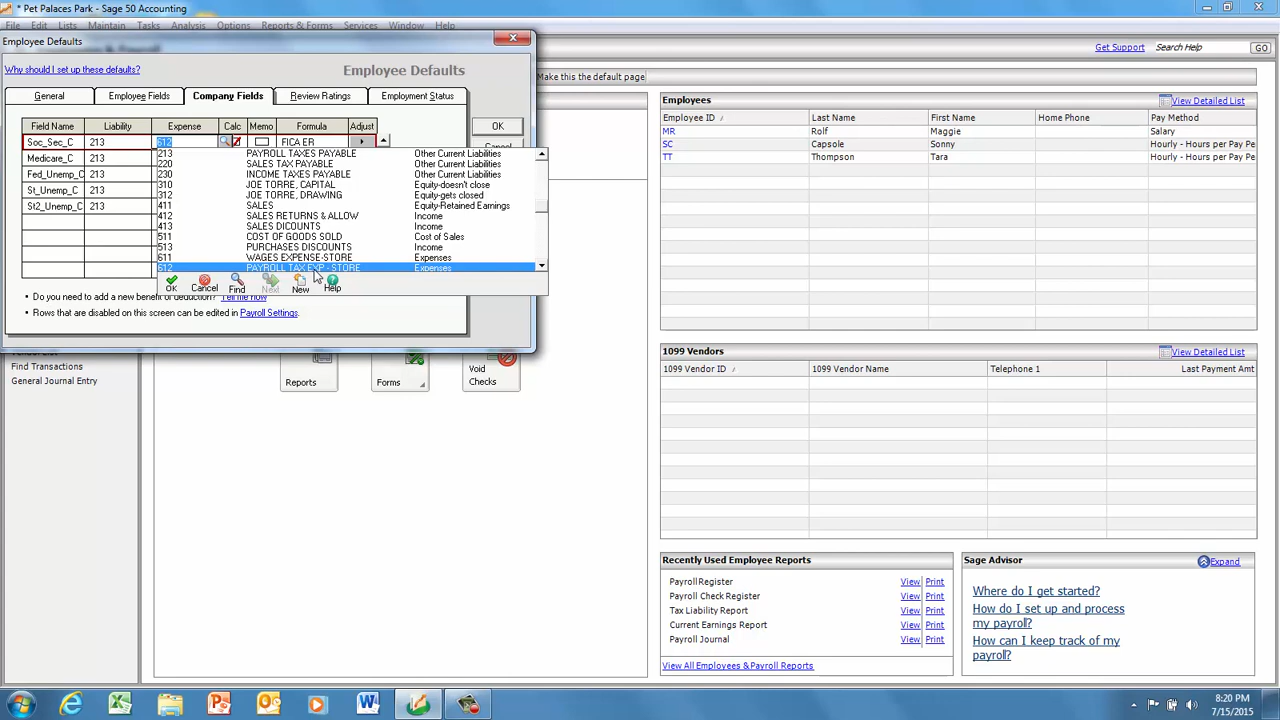 * Pet Palaces Park - Sage 50 Accounting
File Edit Lists Maintain Tasks Analysis Options Reports & Forms Services Window Help
Employee Defaults
Get Support Search Help GO
Why should I set up these defaults? Employee Defaults
Make this the default page
General Employee Fields Company Fields Review Ratings Employment Status
Employees View Detailed List
Employee ID / Last Name First Name Home Phone Pay Method
MR Rolf Maggie Salary
SC Capsole Sonny Hourly - Hours per Pay Pe
TT Thompson Tara Hourly - Hours per Pay Pe
Field Name Liability Expense Calc Memo Formula Adjust OK
Soc_Sec_C 213 612 FICA ER
Medicare_C 213
Fed_Unemp_C 213
St_Unemp_C 213
St2_Unemp_C 213
213 PAYROLL TAXES PAYABLE Other Current Liabilities
220 SALES TAX PAYABLE Other Current Liabilities
230 INCOME TAXES PAYABLE Other Current Liabilities
310 JOE TORRE, CAPITAL Equity-doesn't close
312 JOE TORRE, DRAWING Equity-gets closed
411 SALES Equity-Retained Earnings
412 SALES RETURNS & ALLOW Income
413 SALES DICOUNTS Income
511 COST OF GOODS SOLD Cost of Sales
513 PURCHASES DISCOUNTS Income
611 WAGES EXPENSE-STORE Expenses
612 PAYROLL TAX EXP - STORE Expenses
OK Cancel Find Next New Help
Do you need to add a new benefit or deduction? Tell me how
Rows that are disabled on this screen can be edited in Payroll Settings.
Find Transactions
General Journal Entry
Reports Forms Void
Checks
1099 Vendors View Detailed List
1099 Vendor ID / 1099 Vendor Name Telephone 1 Last Payment Amt
Recently Used Employee Reports
Payroll Register View Print
Payroll Check Register View Print
Tax Liability Report View Print
Current Earnings Report View Print
Payroll Journal View Print
View All Employees & Payroll Reports
Sage Advisor Expand
Where do I get started?
How do I set up and process
my payroll?
How can I keep track of my
payroll?
8:20 PM
7/15/2015